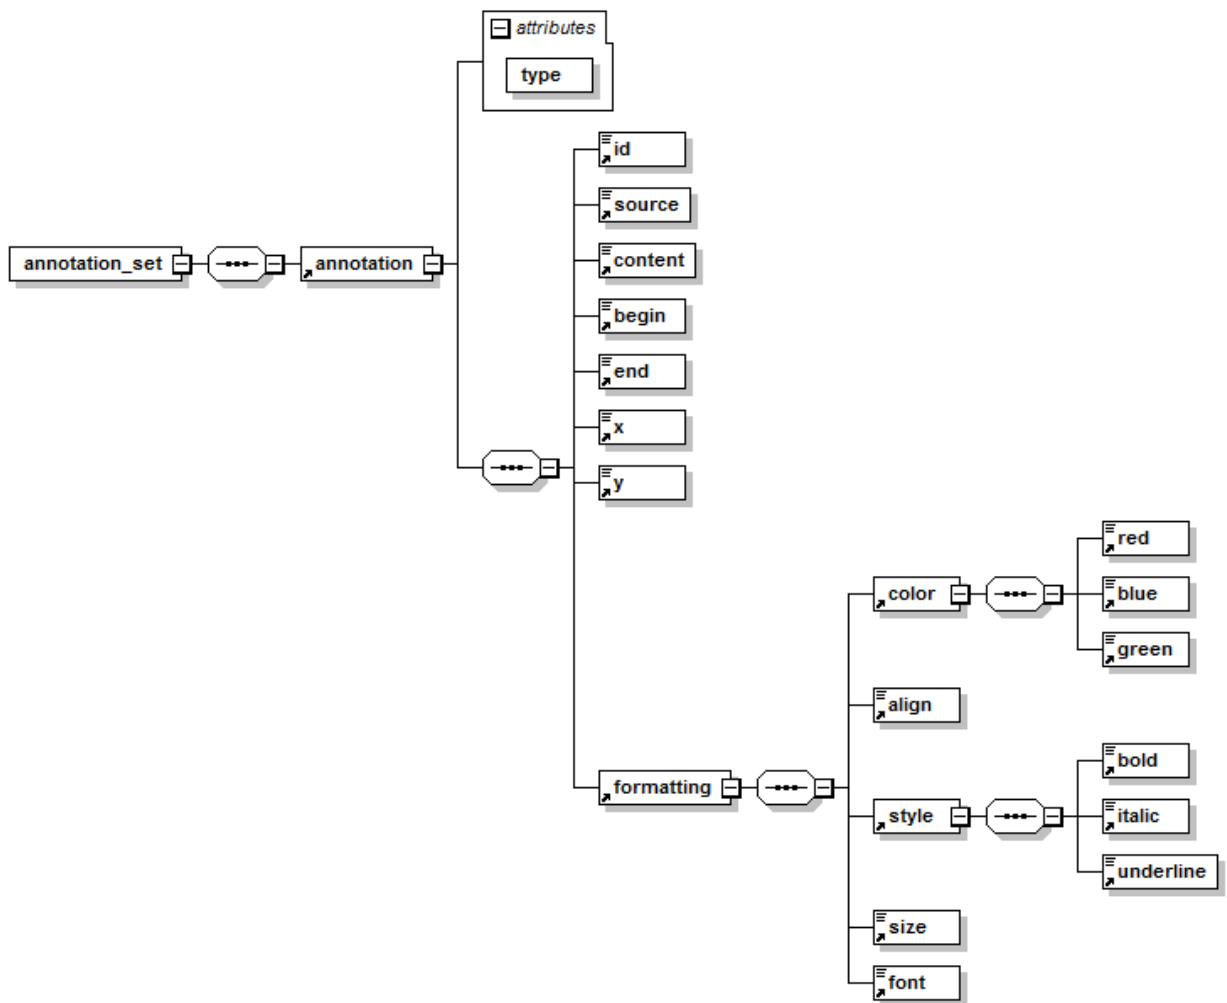 attributes
type
id
source
annotation_set
annotation
content
begin
end
x
y
red
color
blue
green
align
bold
formatting
style
italic
underline
size
font